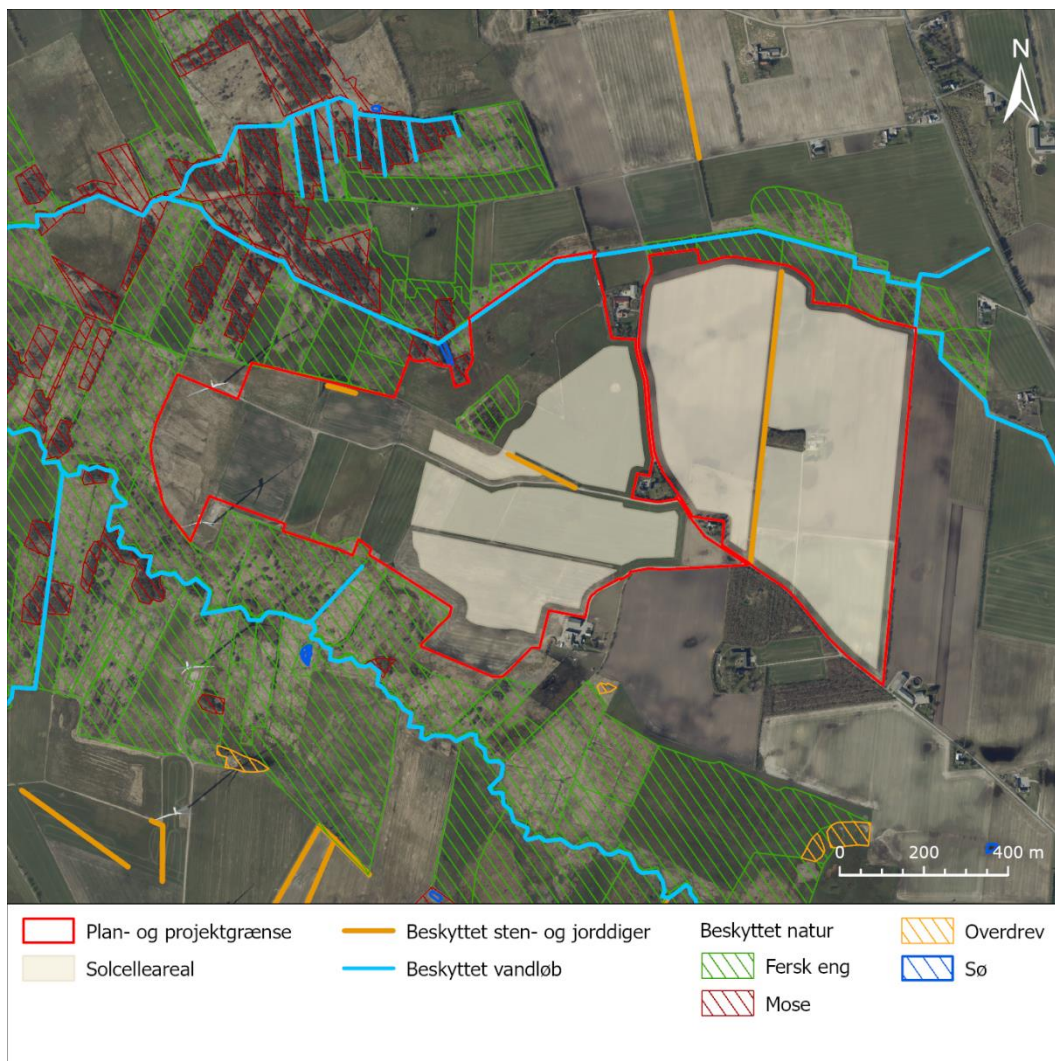 N
0 200 400 m
Plan- og projektgrænse
Solcelleareal
Beskyttet sten- og jorddiger
Beskyttet vandløb
Beskyttet natur
Fersk eng
Mose
Overdrev
Sø